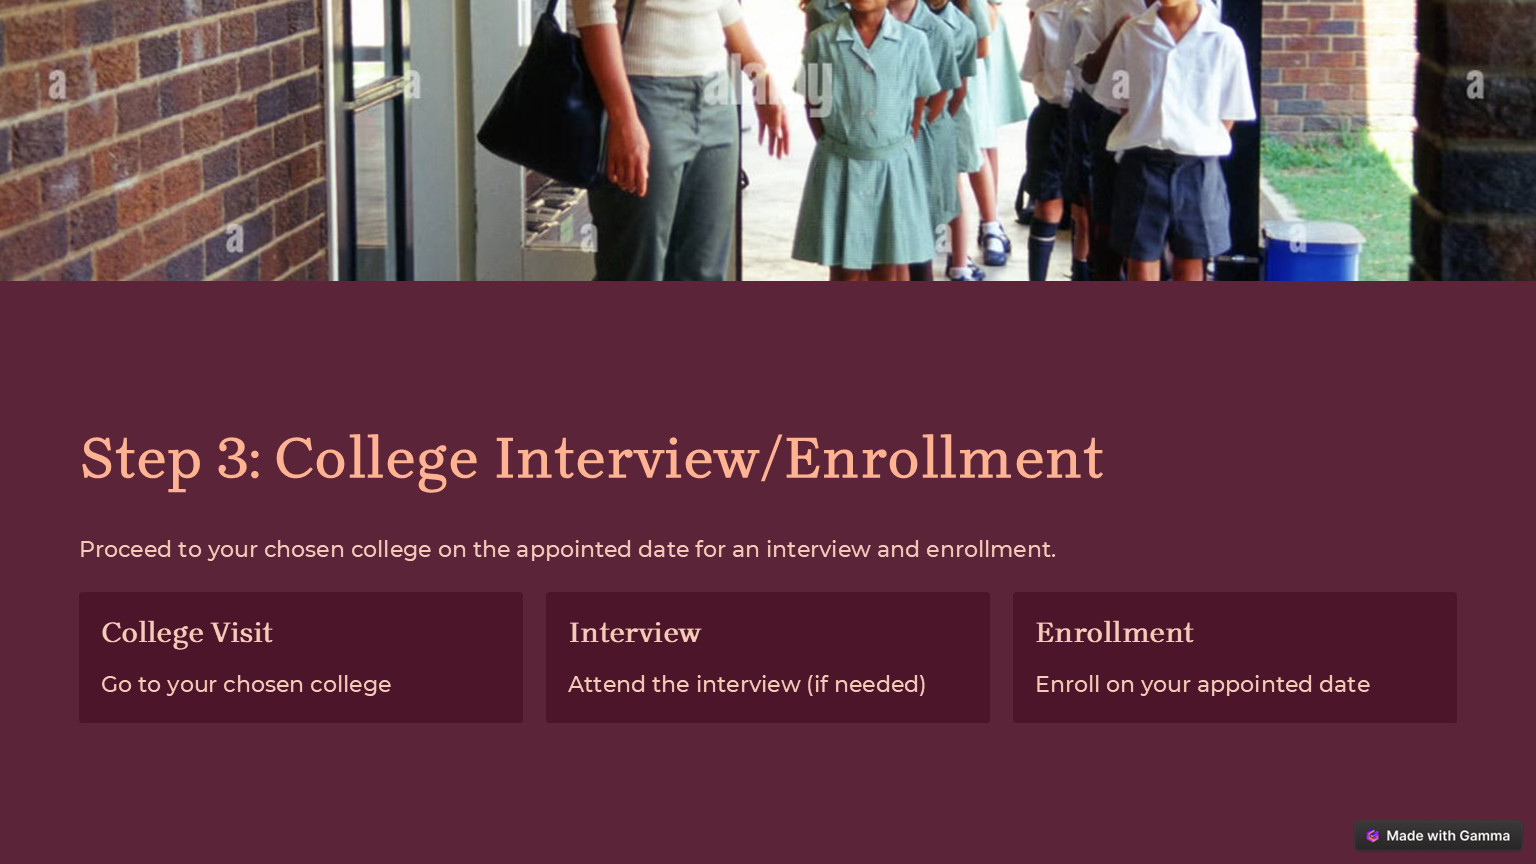 a
a
alamy
a
a
a
a
a
a
Step 3: College Interview/Enrollment
Proceed to your chosen college on the appointed date for an interview and enrollment.
College Visit
Go to your chosen college
Interview
Attend the interview (if needed)
Enrollment
Enroll on your appointed date
Made with Gamma